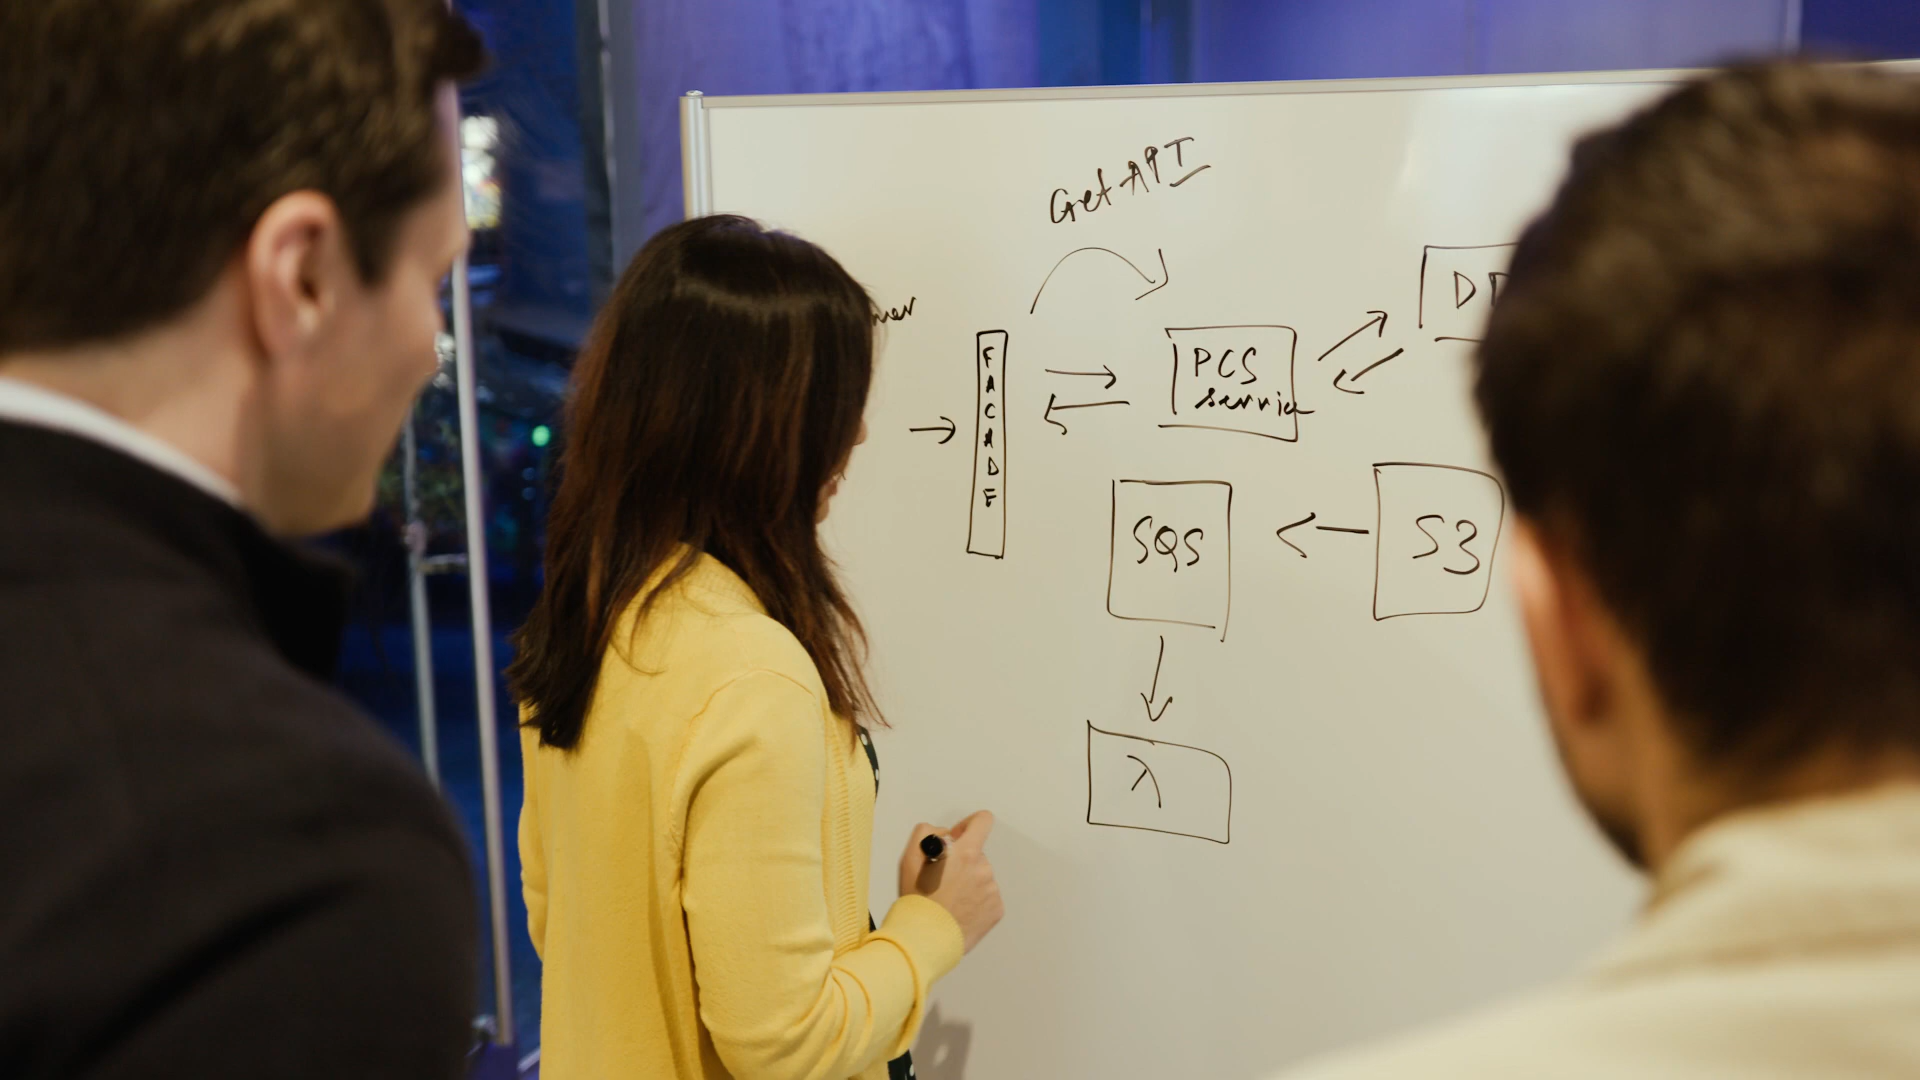 Get API
FACADE
PCS
service
SQS
S3
λ